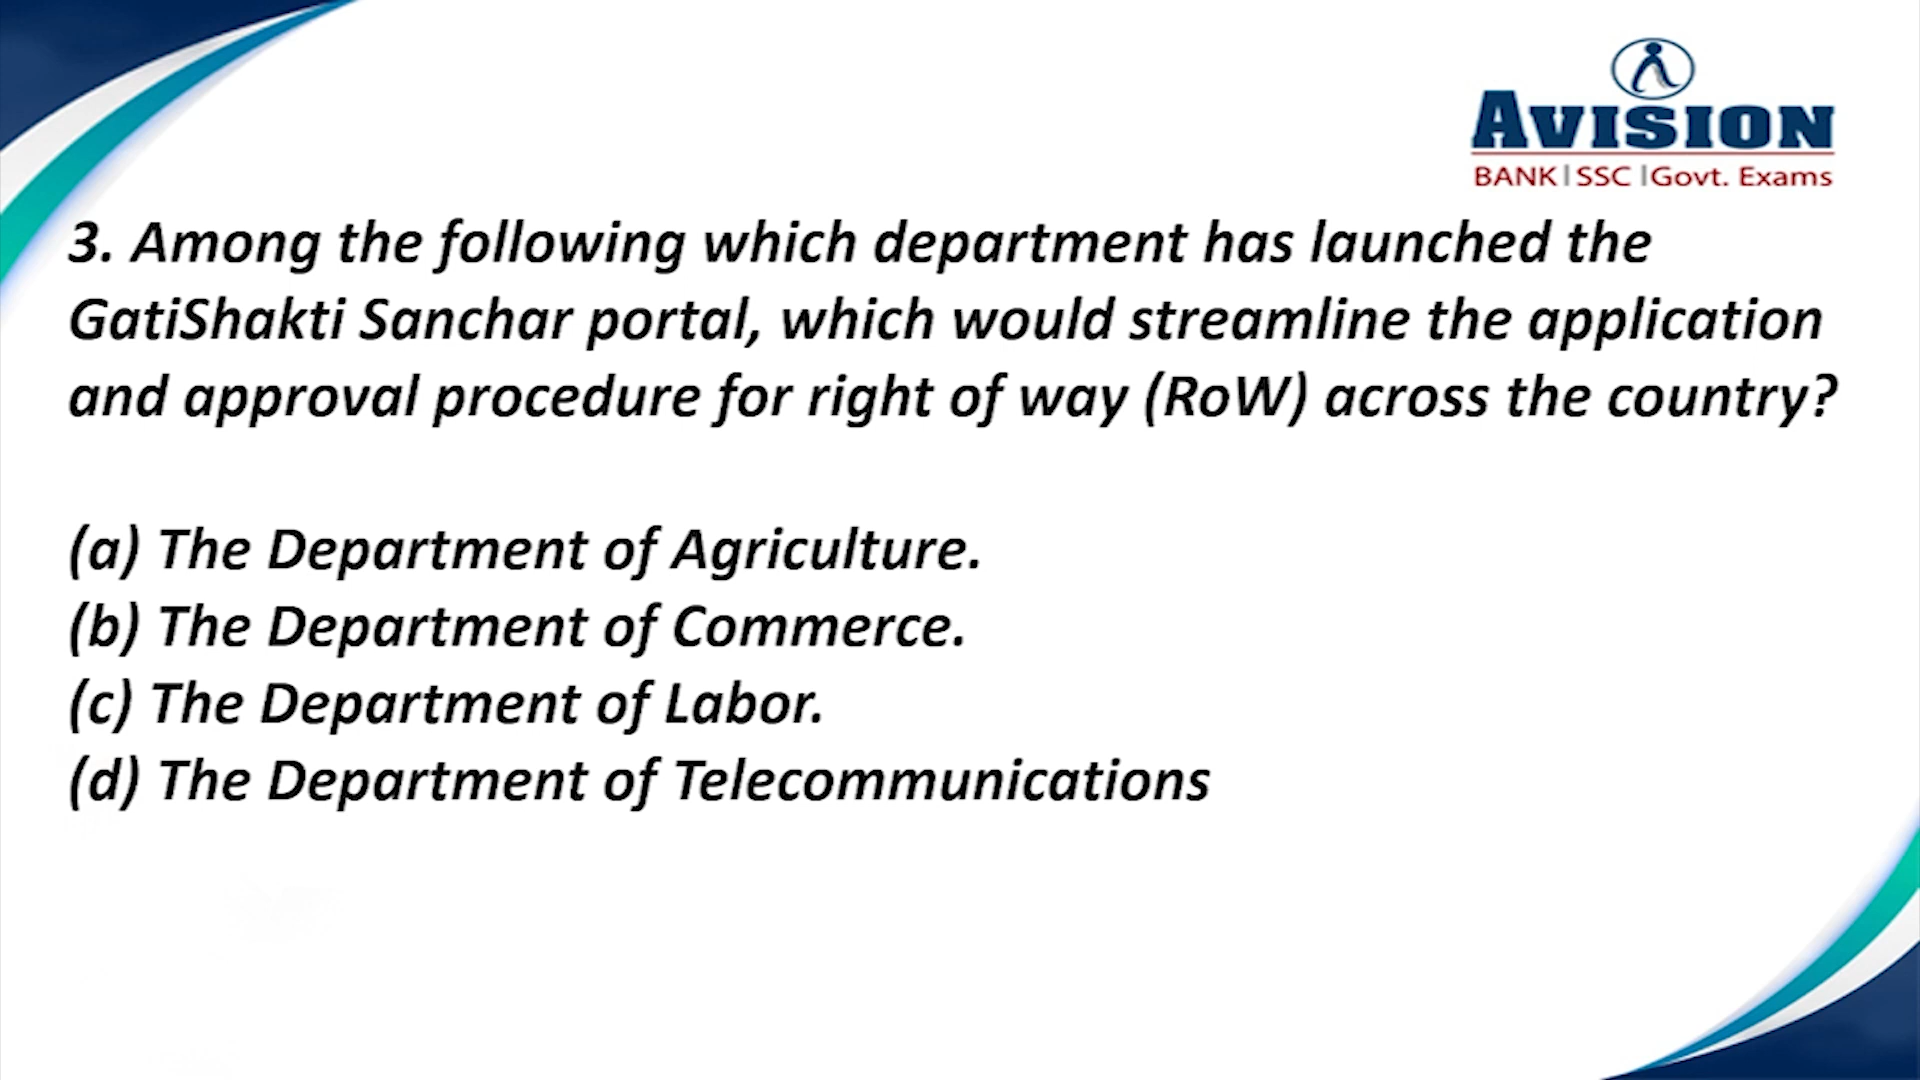 AVISION
BANK | SSC | Govt. Exams
3. Among the following which department has launched the
GatiShakti Sanchar portal, which would streamline the application
and approval procedure for right of way (RoW) across the country?
(a) The Department of Agriculture.
(b) The Department of Commerce.
(c) The Department of Labor.
(d) The Department of Telecommunications